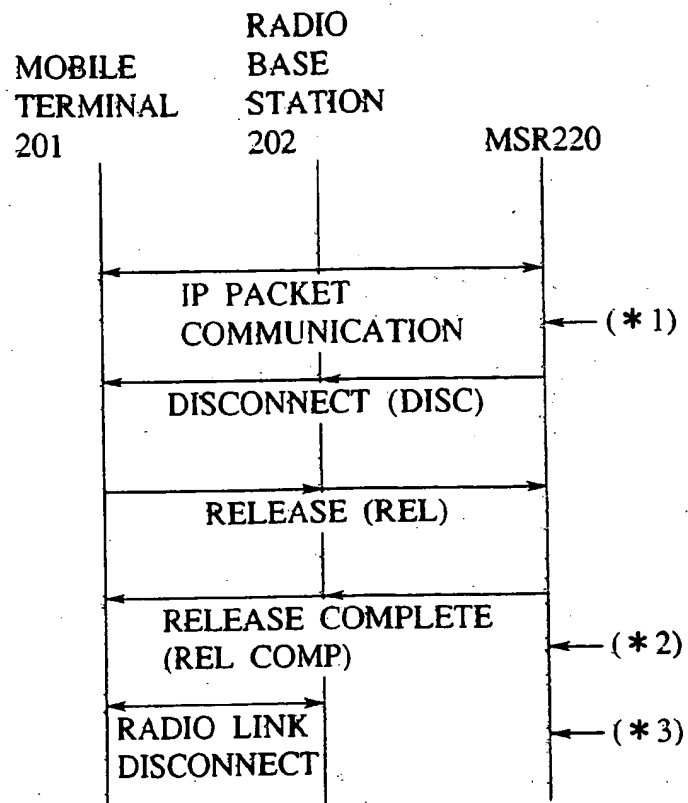 MOBILE
TERMINAL
201
RADIO
BASE
STATION
202
MSR220
IP PACKET
COMMUNICATION
(*1)
DISCONNECT (DISC)
RELEASE (REL)
RELEASE COMPLETE
(REL COMP)
(*2)
RADIO LINK
DISCONNECT
(*3)